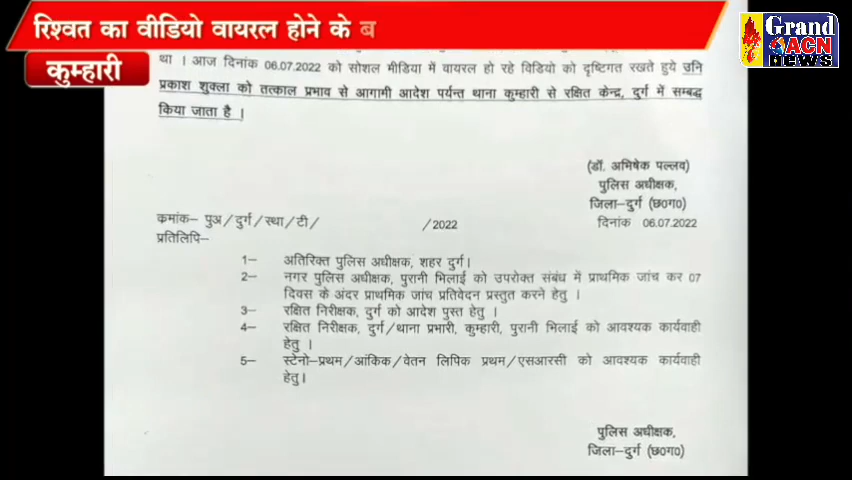 रिश्वत का वीडियो वायरल होने के ब
Grand
ACN
NEWS
कुम्हारी
था। आज दिनांक 06.07.2022 को सोशल मीडिया में वायरल हो रहे विडियो को दृष्टिगत रखते हुये उनि
प्रकाश शुक्ला को तत्काल प्रभाव से आगामी आदेश पर्यन्त थाना कुम्हारी से रक्षित केन्द्र, दुर्ग में सम्बद्ध
किया जाता है।
(डॉ. अभिषेक पल्लव)
पुलिस अधीक्षक,
जिला–दुर्ग (छ0ग0)
कमांक– पुअ/दुर्ग/स्था/टी/ /2022 दिनांक 06.07.2022
प्रतिलिपि–
1– अतिरिक्त पुलिस अधीक्षक, शहर दुर्ग।
2– नगर पुलिस अधीक्षक, पुरानी भिलाई को उपरोक्त संबंध में प्राथमिक जांच कर 07
दिवस के अंदर प्राथमिक जांच प्रतिवेदन प्रस्तुत करने हेतु।
3– रक्षित निरीक्षक, दुर्ग को आदेश पुस्त हेतु।
4– रक्षित निरीक्षक, दुर्ग/थाना प्रभारी, कुम्हारी, पुरानी भिलाई को आवश्यक कार्यवाही
हेतु।
5– स्टेनो–प्रथम/आंकिक/वेतन लिपिक प्रथम/एसआरसी को आवश्यक कार्यवाही
हेतु।
पुलिस अधीक्षक,
जिला–दुर्ग (छ0ग0)